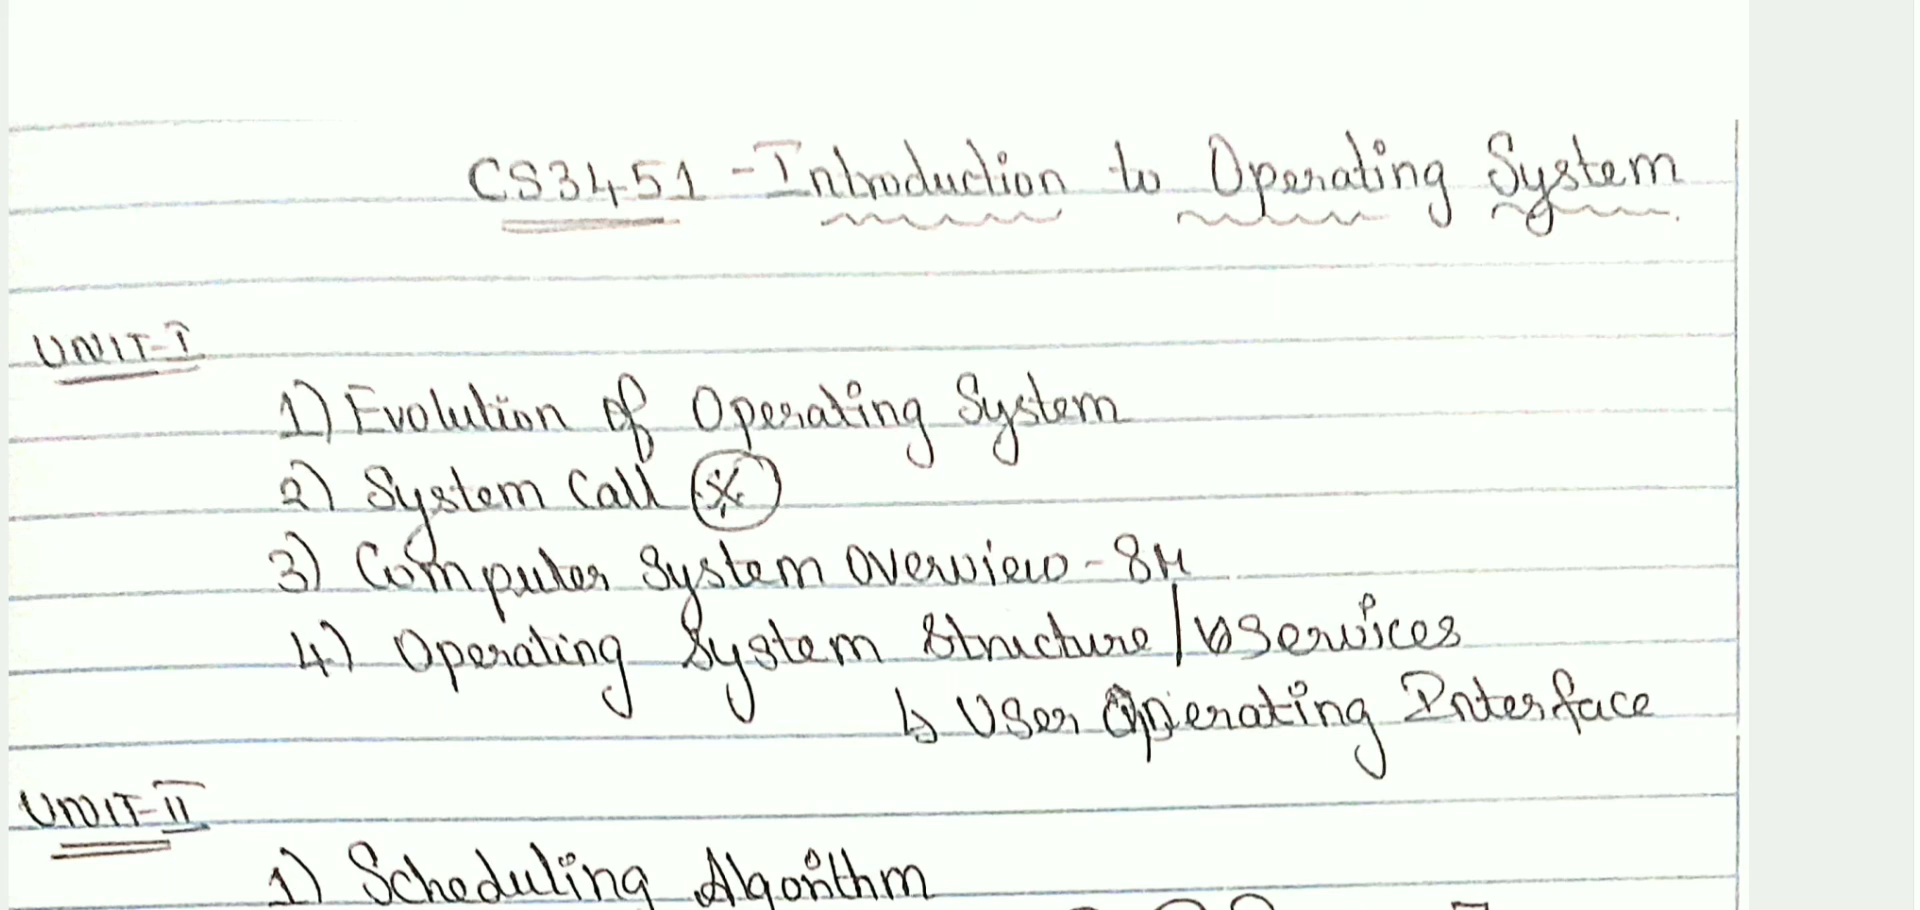 CS3451 - Introduction to Operating System
UNIT-I
1) Evolution of Operating System
2) System Call
3) Computer System Overview - 8M
4) Operating System Structure / Services
↳ User Operating Interface
UNIT-II
1) Scheduling Algorithm